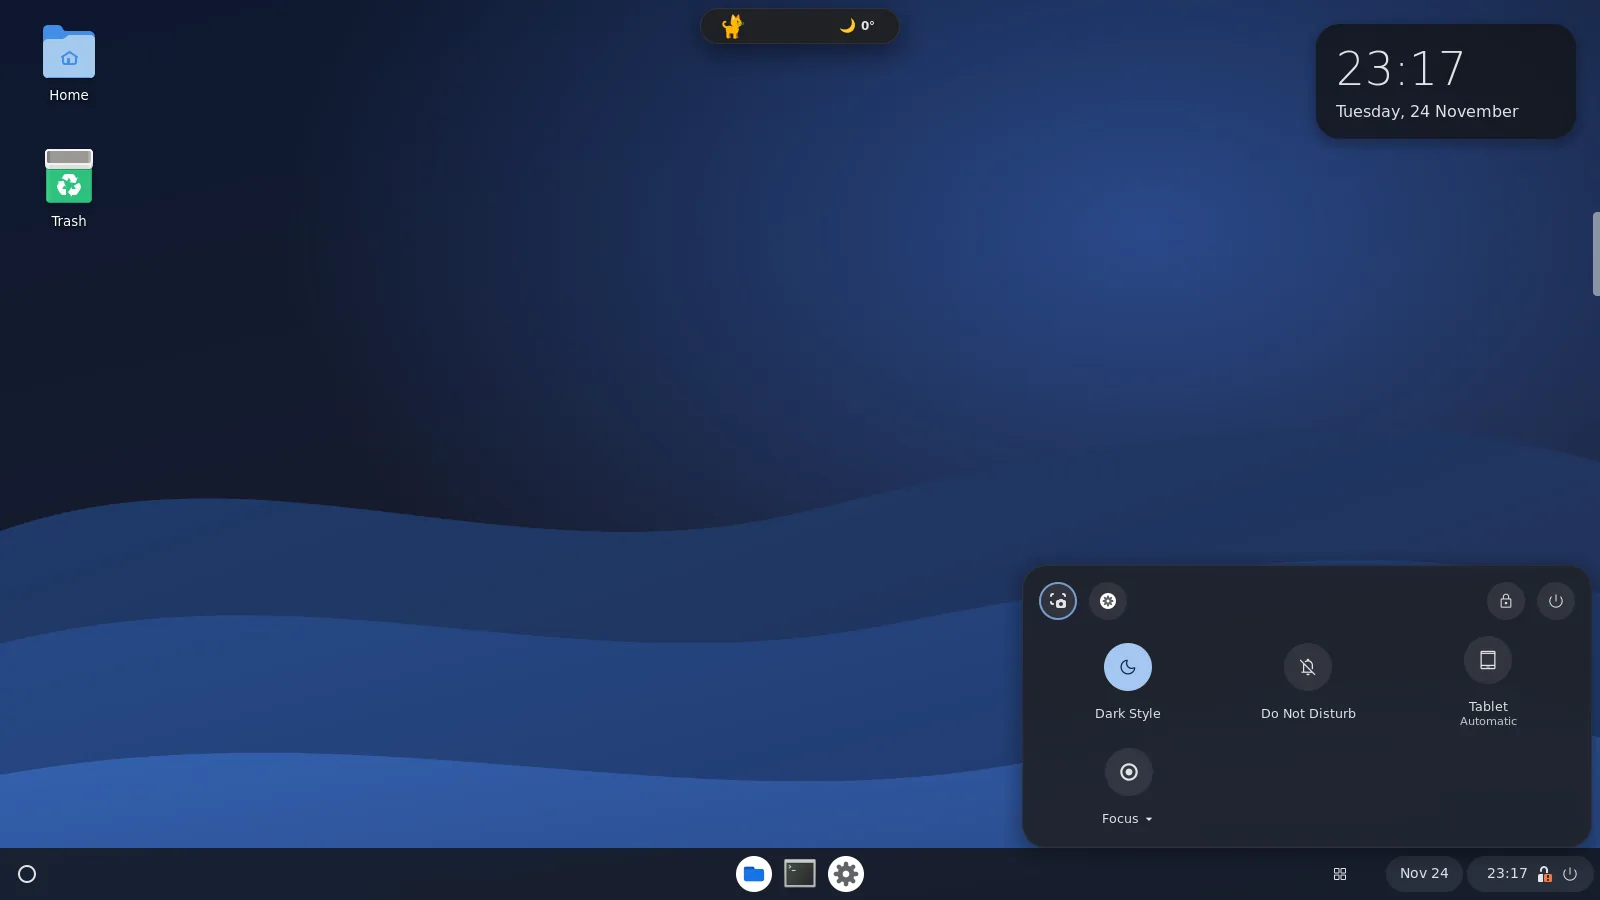 0°
Home
23:17
Tuesday, 24 November
Trash
Dark Style
Do Not Disturb
Tablet
Automatic
Focus
Nov 24
23:17